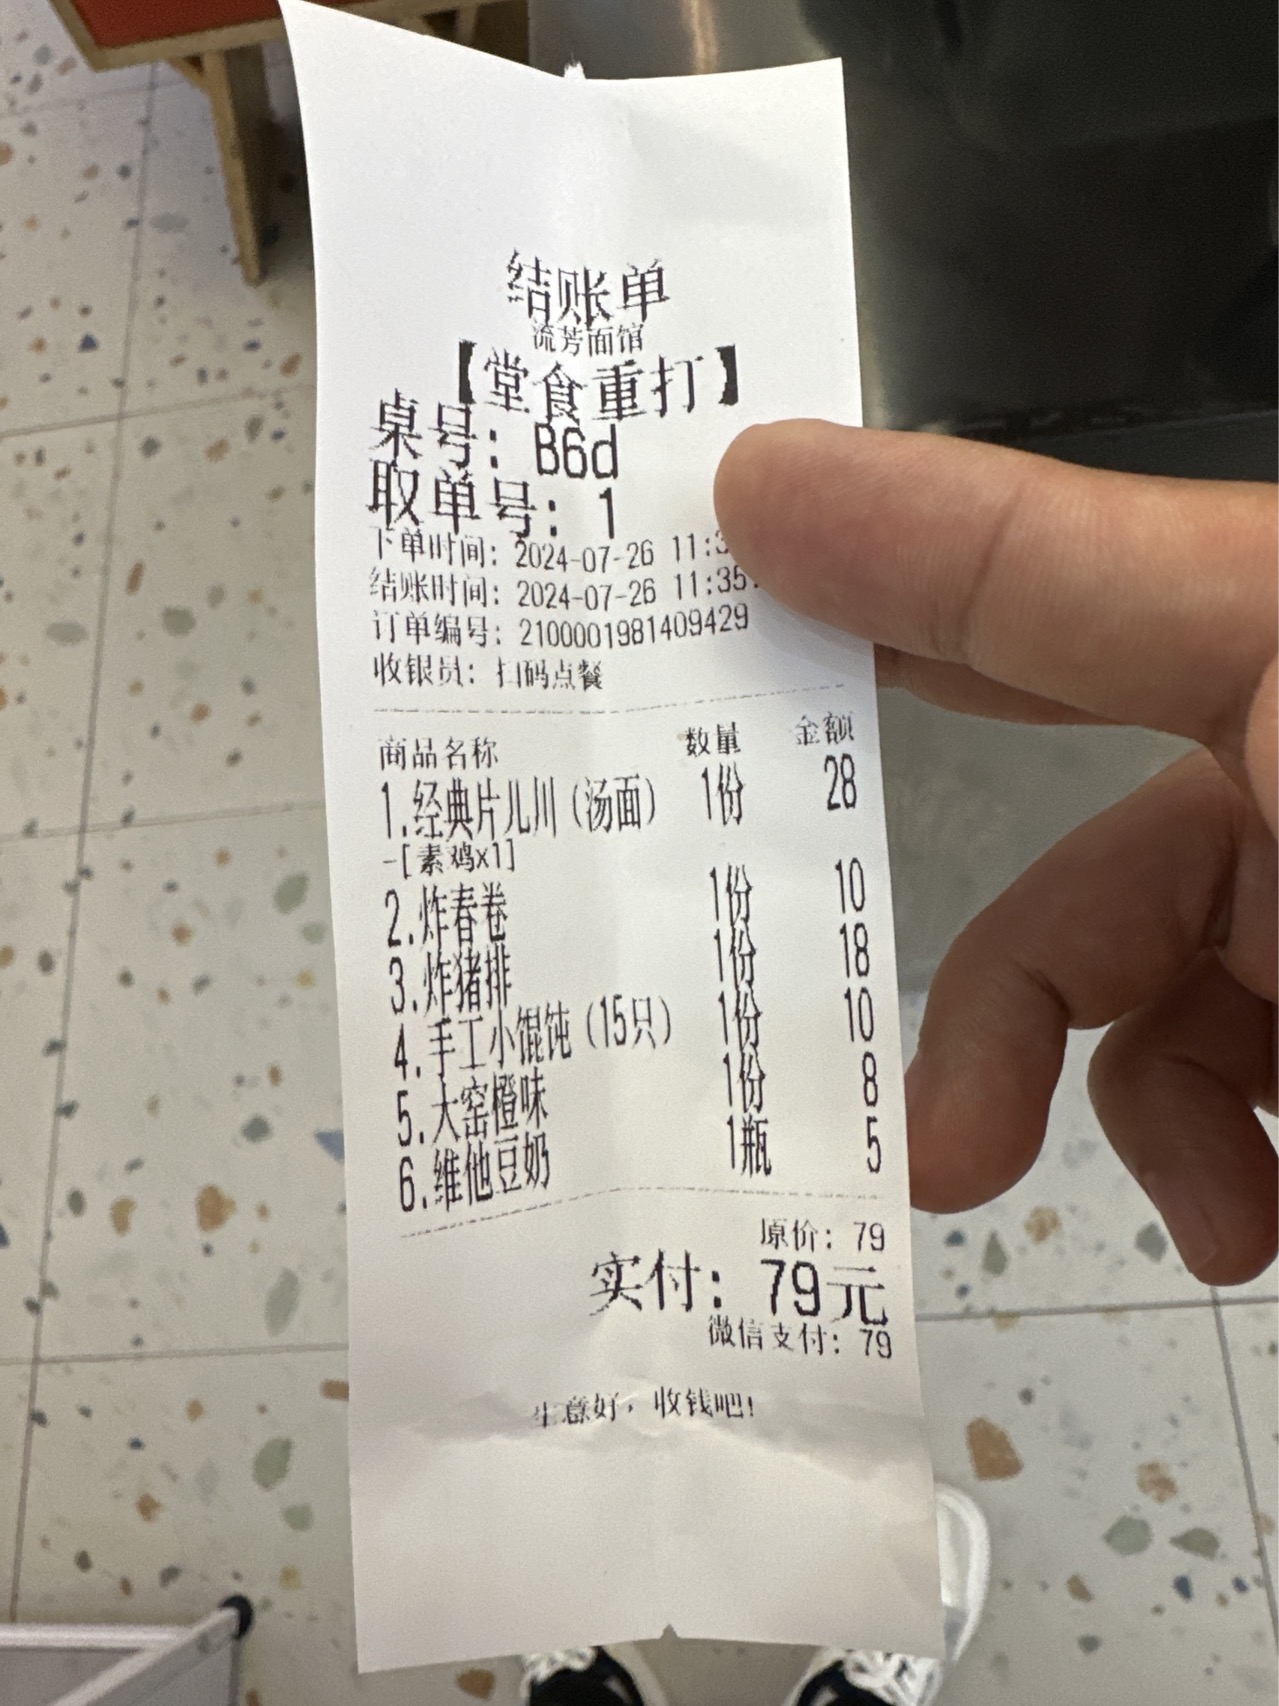 结账单
流芳面馆
【堂食重打】
桌号: B6d
取单号: 1
下单时间: 2024-07-26 11:3
结账时间: 2024-07-26 11:35
订单编号: 2100001981409429
收银员: 扫码点餐
商品名称 数量 金额
1.经典片儿川(汤面) 1份 28
-[素鸡x1]
2.炸春卷 1份 10
3.炸猪排 1份 18
4.手工小馄饨(15只) 1份 10
5.大窑橙味 1份 8
6.维他豆奶 1瓶 5
原价: 79
实付: 79元
微信支付: 79
生意好，收钱吧!